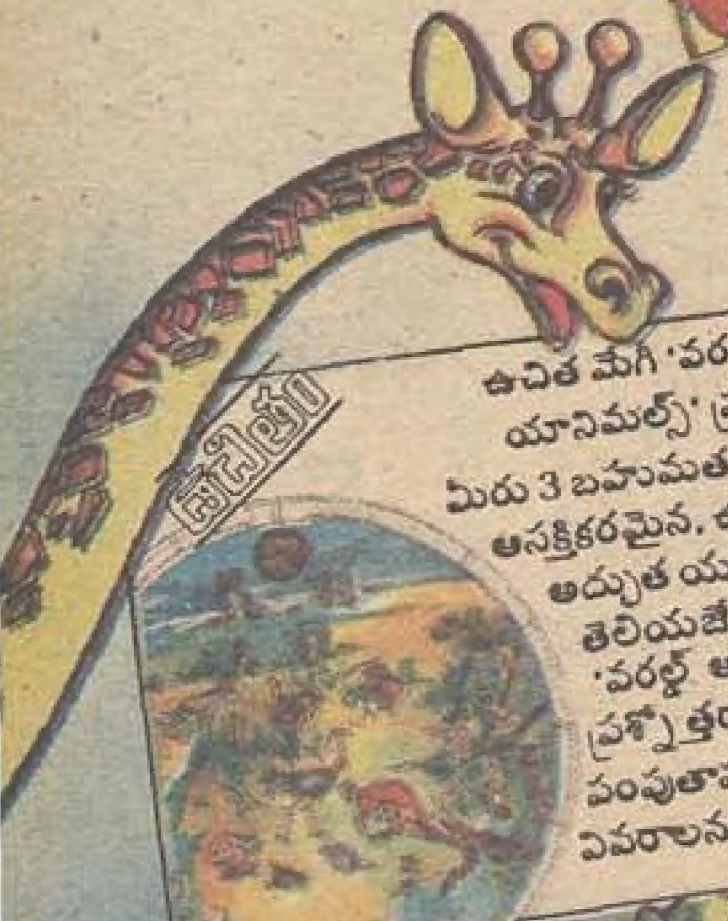 ఉచితం
ఉచిత మేగీ 'వర
యానిమల్స్'
మీరు 3 బహుమత
ఆసక్తికరమైన.
అద్భుత య
తెలియజే
'వరల్డ్ ఆ
ప్రశ్నోత్తర
పంపుతా
వివరాలన